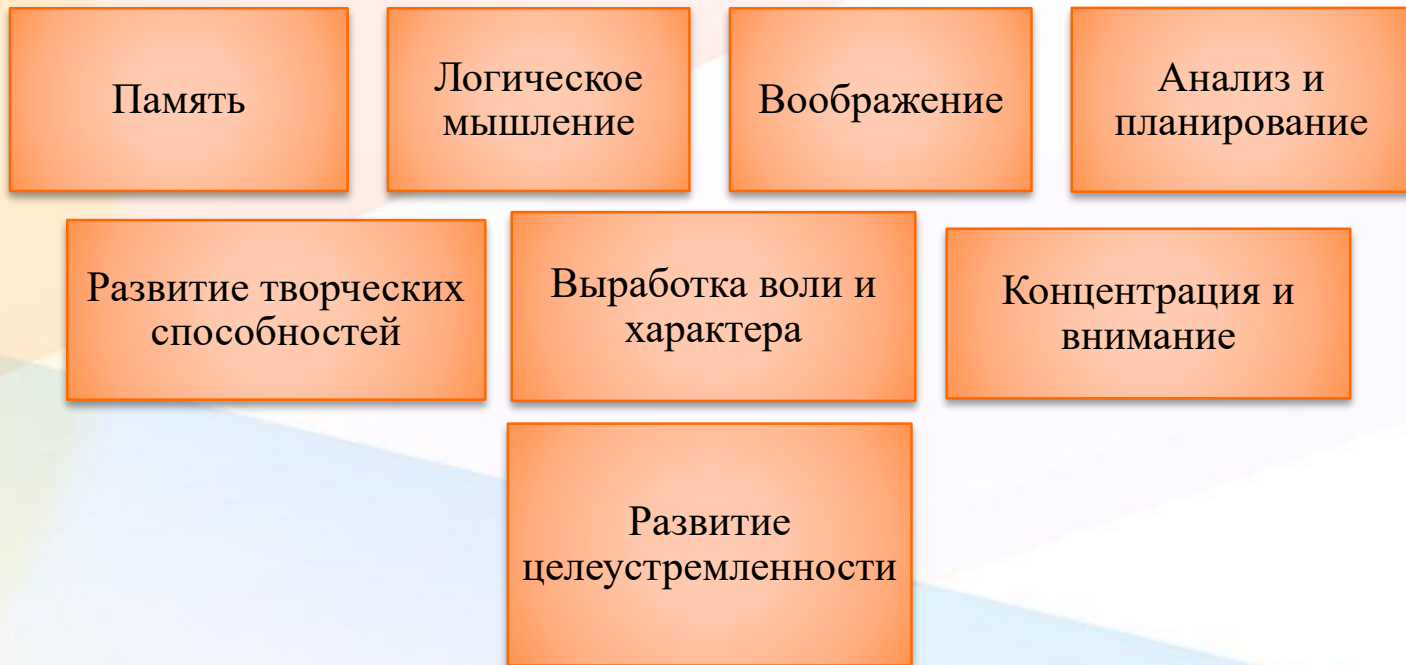 Память
Логическое
мышление
Воображение
Анализ и
планирование
Развитие творческих
способностей
Выработка воли и
характера
Концентрация и
внимание
Развитие
целеустремленности